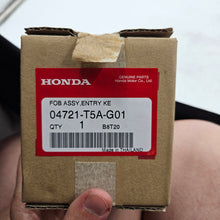 HONDA
GENUINE PARTS
Honda Motor Co., Ltd.
FOB ASSY,ENTRY KE
04721-T5A-G01
QTY 1 B8T20
Made in THAILAND